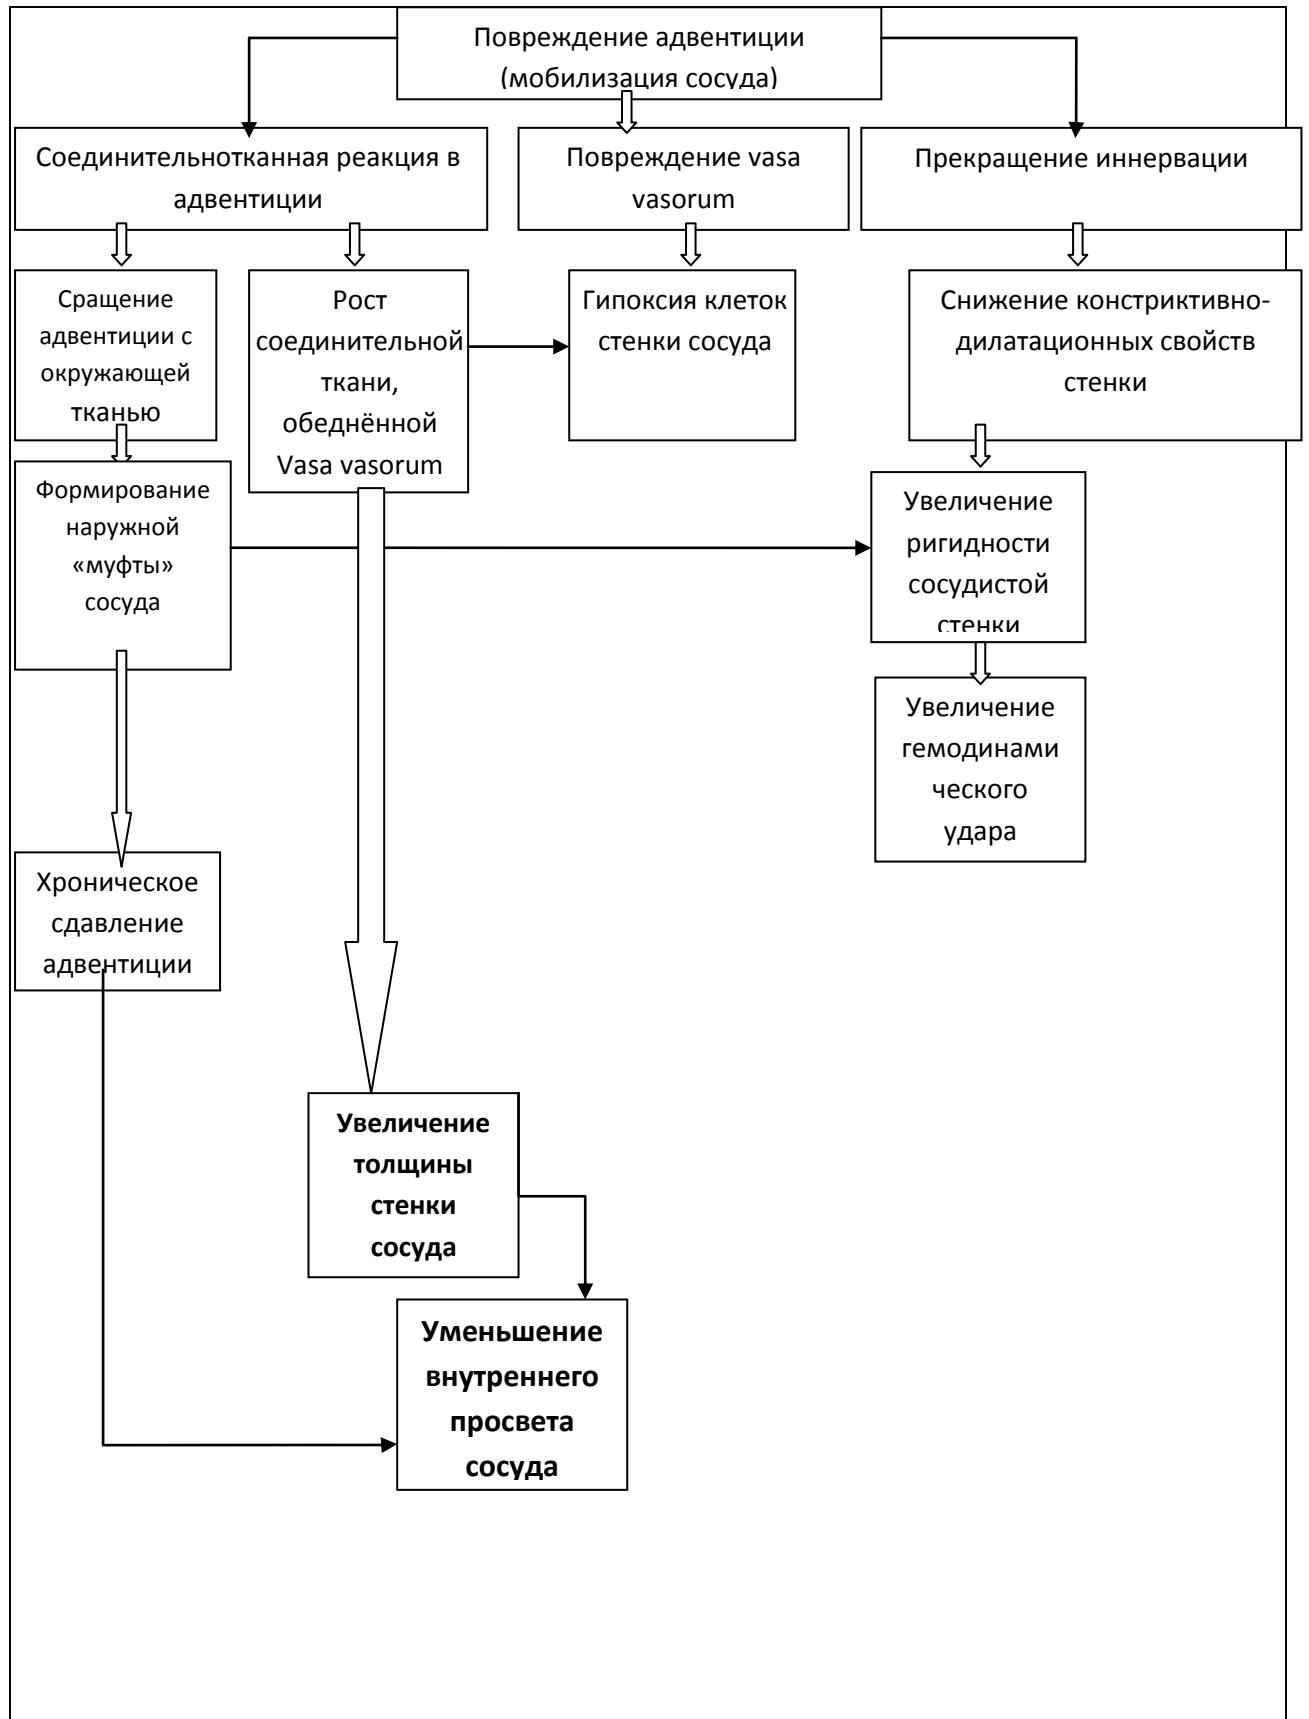 Повреждение адвентиции
(мобилизация сосуда)
Соединительнотканная реакция в
адвентиции
Повреждение vasa
vasorum
Прекращение иннервации
Сращение
адвентиции с
окружающей
тканью
Рост
соединительной
ткани,
обеднённой
Vasa vasorum
Гипоксия клеток
стенки сосуда
Снижение констриктивно-
дилатационных свойств
стенки
Формирование
наружной
«муфты»
сосуда
Увеличение
ригидности
сосудистой
стенки
Увеличение
гемодинами
ческого
удара
Хроническое
сдавление
адвентиции
Увеличение
толщины
стенки
сосуда
Уменьшение
внутреннего
просвета
сосуда